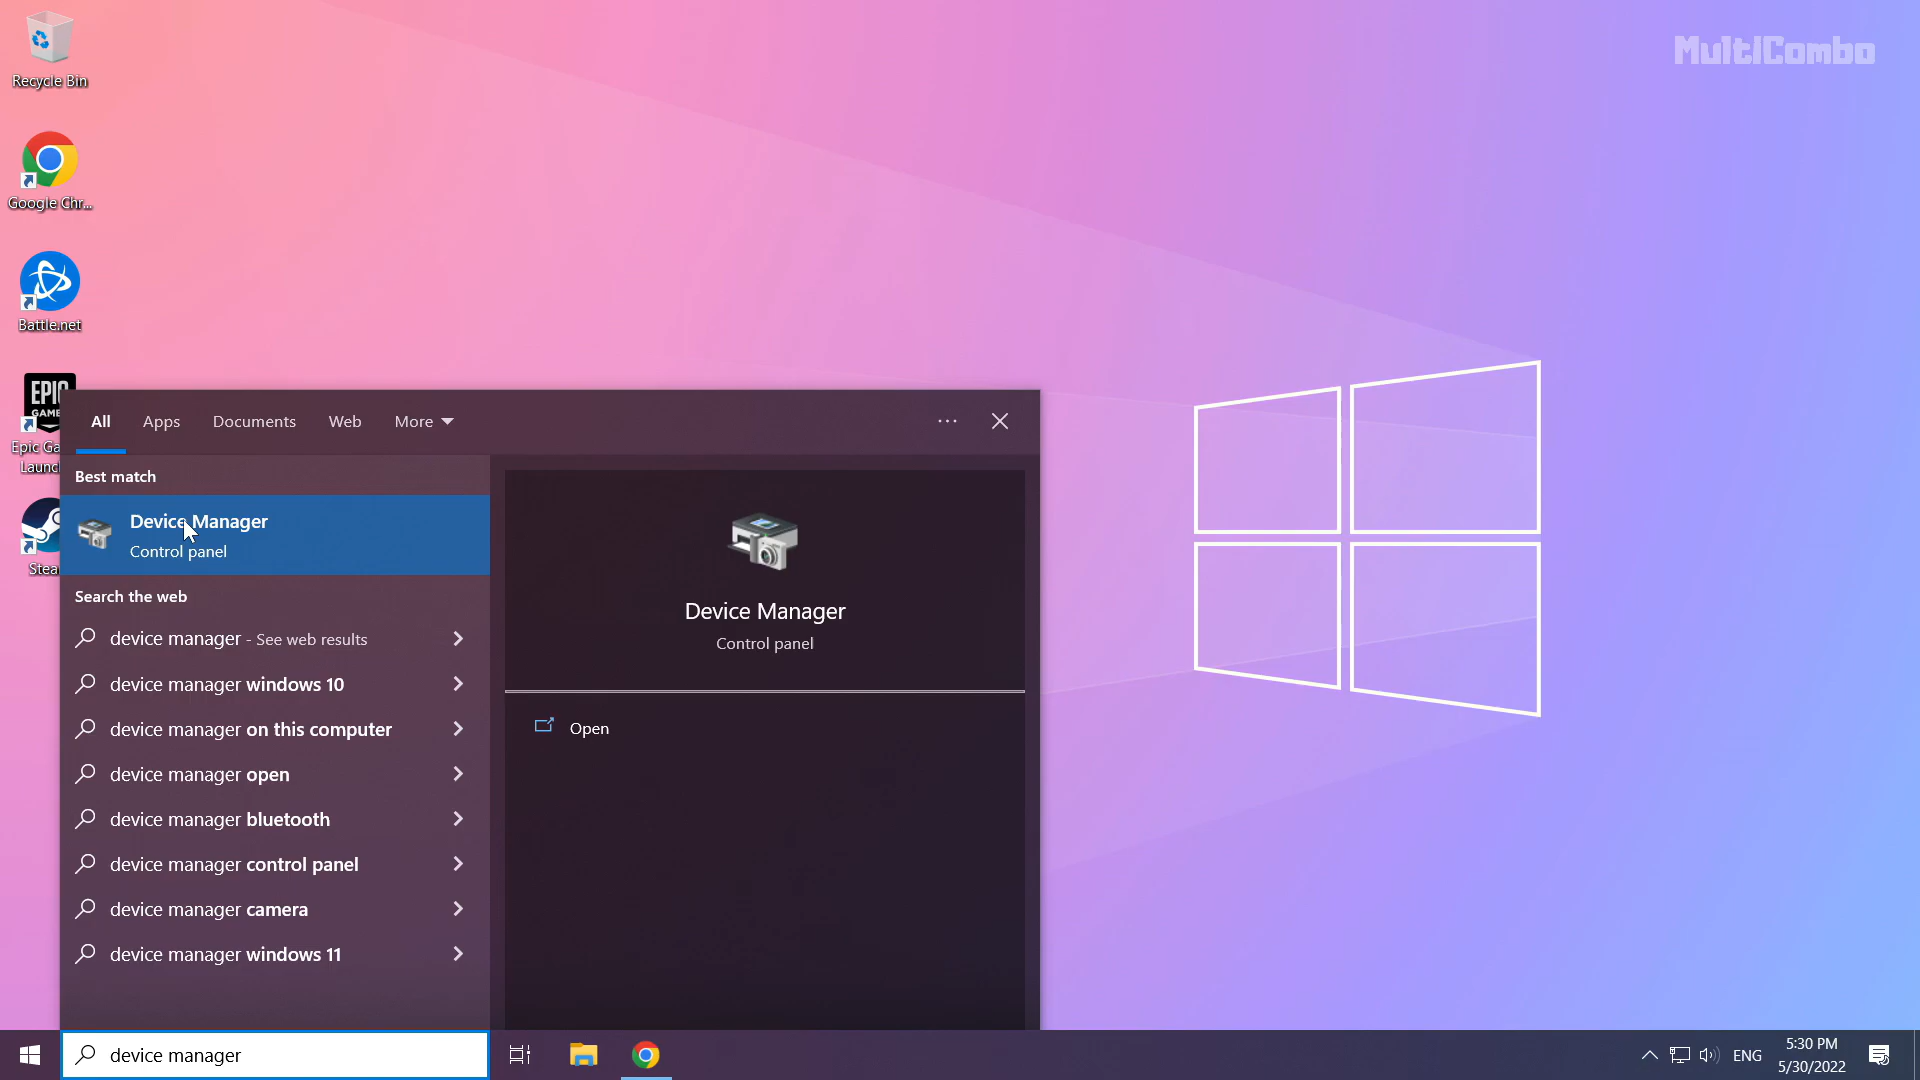 MultiCombo
Recycle Bin
Google Chr...
Battle.net
EPIC
GAMES
Epic Ga
Launc
Stea
All
Apps
Documents
Web
More
Best match
Device Manager
Control panel
Search the web
device manager - See web results
device manager windows 10
device manager on this computer
device manager open
device manager bluetooth
device manager control panel
device manager camera
device manager windows 11
Device Manager
Control panel
Open
device manager
ENG
5:30 PM
5/30/2022